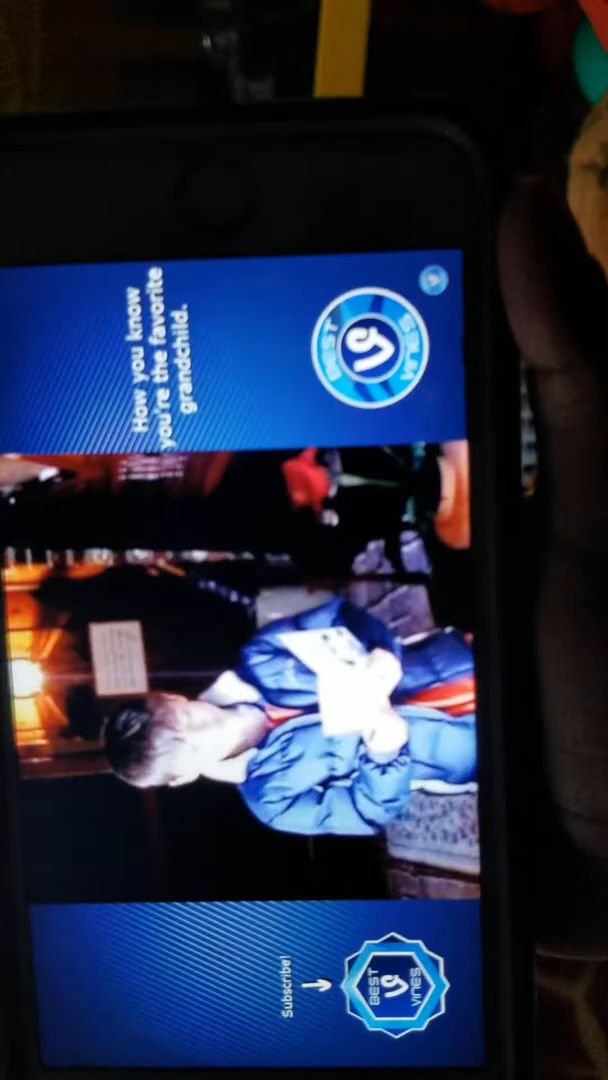 How you know
you're the favorite
grandchild.
BEST
VINES
Subscribe!
BEST
VINES